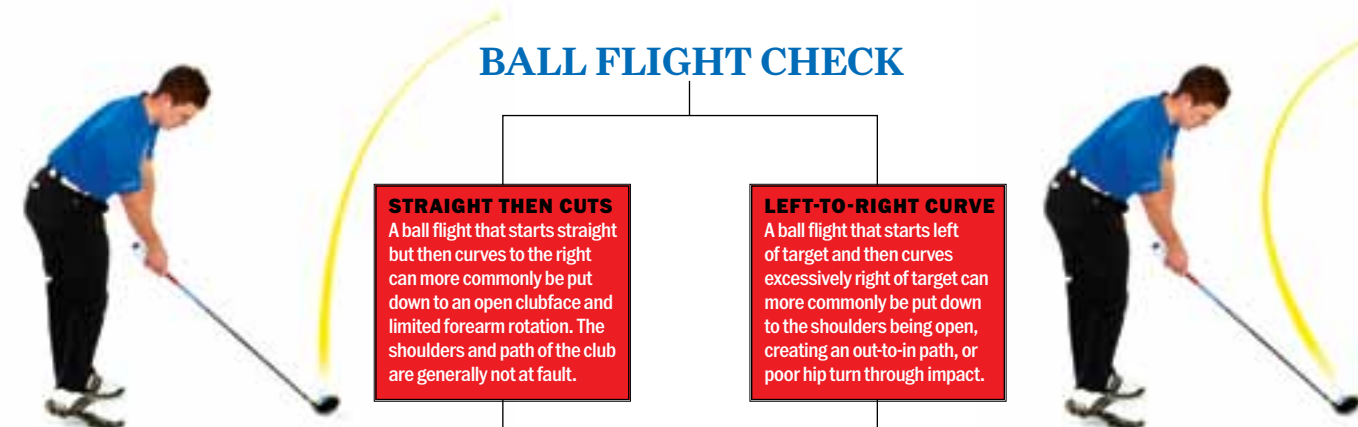 BALL FLIGHT CHECK
STRAIGHT THEN CUTS
A ball flight that starts straight
but then curves to the right
can more commonly be put
down to an open clubface and
limited forearm rotation. The
shoulders and path of the club
are generally not at fault.
LEFT-TO-RIGHT CURVE
A ball flight that starts left
of target and then curves
excessively right of target can
more commonly be put down
to the shoulders being open,
creating an out-to-in path, or
poor hip turn through impact.